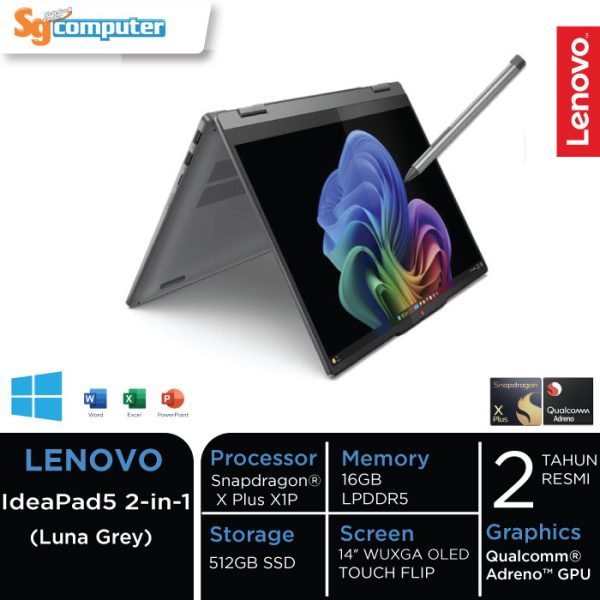 Sgcomputer
Lenovo
Snapdragon
X
Plus
Qualcomm
Adreno
Word
Excel
PowerPoint
LENOVO
IdeaPad5 2-in-1
(Luna Grey)
Processor
Snapdragon®
X Plus X1P
Memory
16GB
LPDDR5
2 TAHUN
RESMI
Storage
512GB SSD
Screen
14" WUXGA OLED
TOUCH FLIP
Graphics
Qualcomm®
Adreno™ GPU